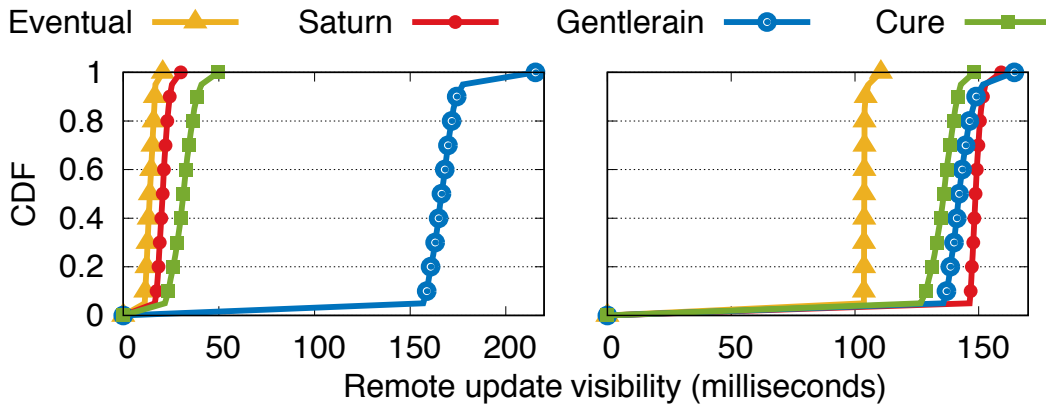 Eventual Saturn Gentlerain Cure
CDF
1
0.8
0.6
0.4
0.2
0
0 50 100 150 200
0 50 100 150
Remote update visibility (milliseconds)